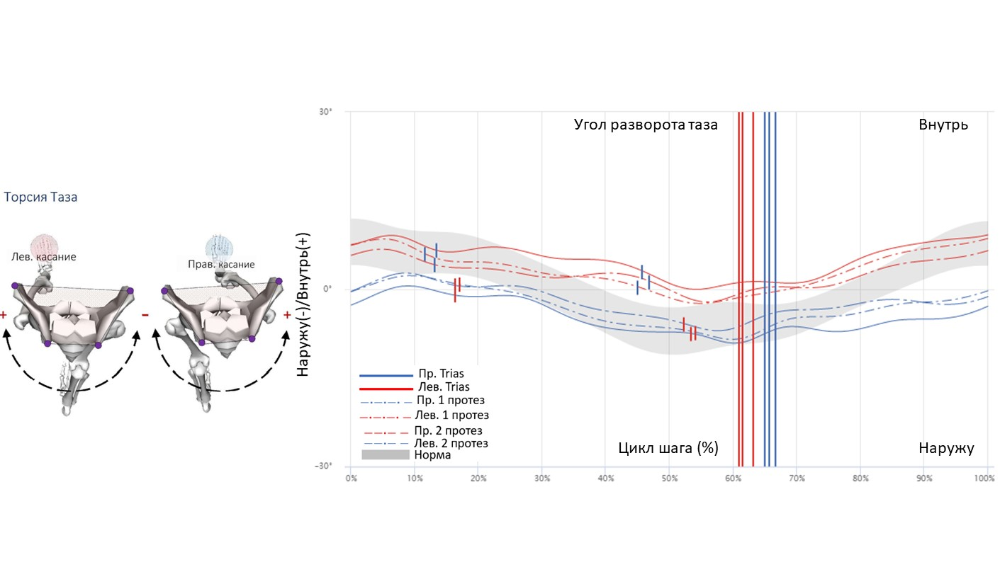 Торсия Таза
Лев. касание
Прав. касание
+
-
+
Наружу(-)/Внутрь(+)
30°
0°
-30°
Угол разворота таза
Внутрь
Пр. Trias
Лев. Trias
Пр. 1 протез
Лев. 1 протез
Пр. 2 протез
Лев. 2 протез
Норма
Цикл шага (%)
Наружу
0% 10% 20% 30% 40% 50% 60% 70% 80% 90% 100%